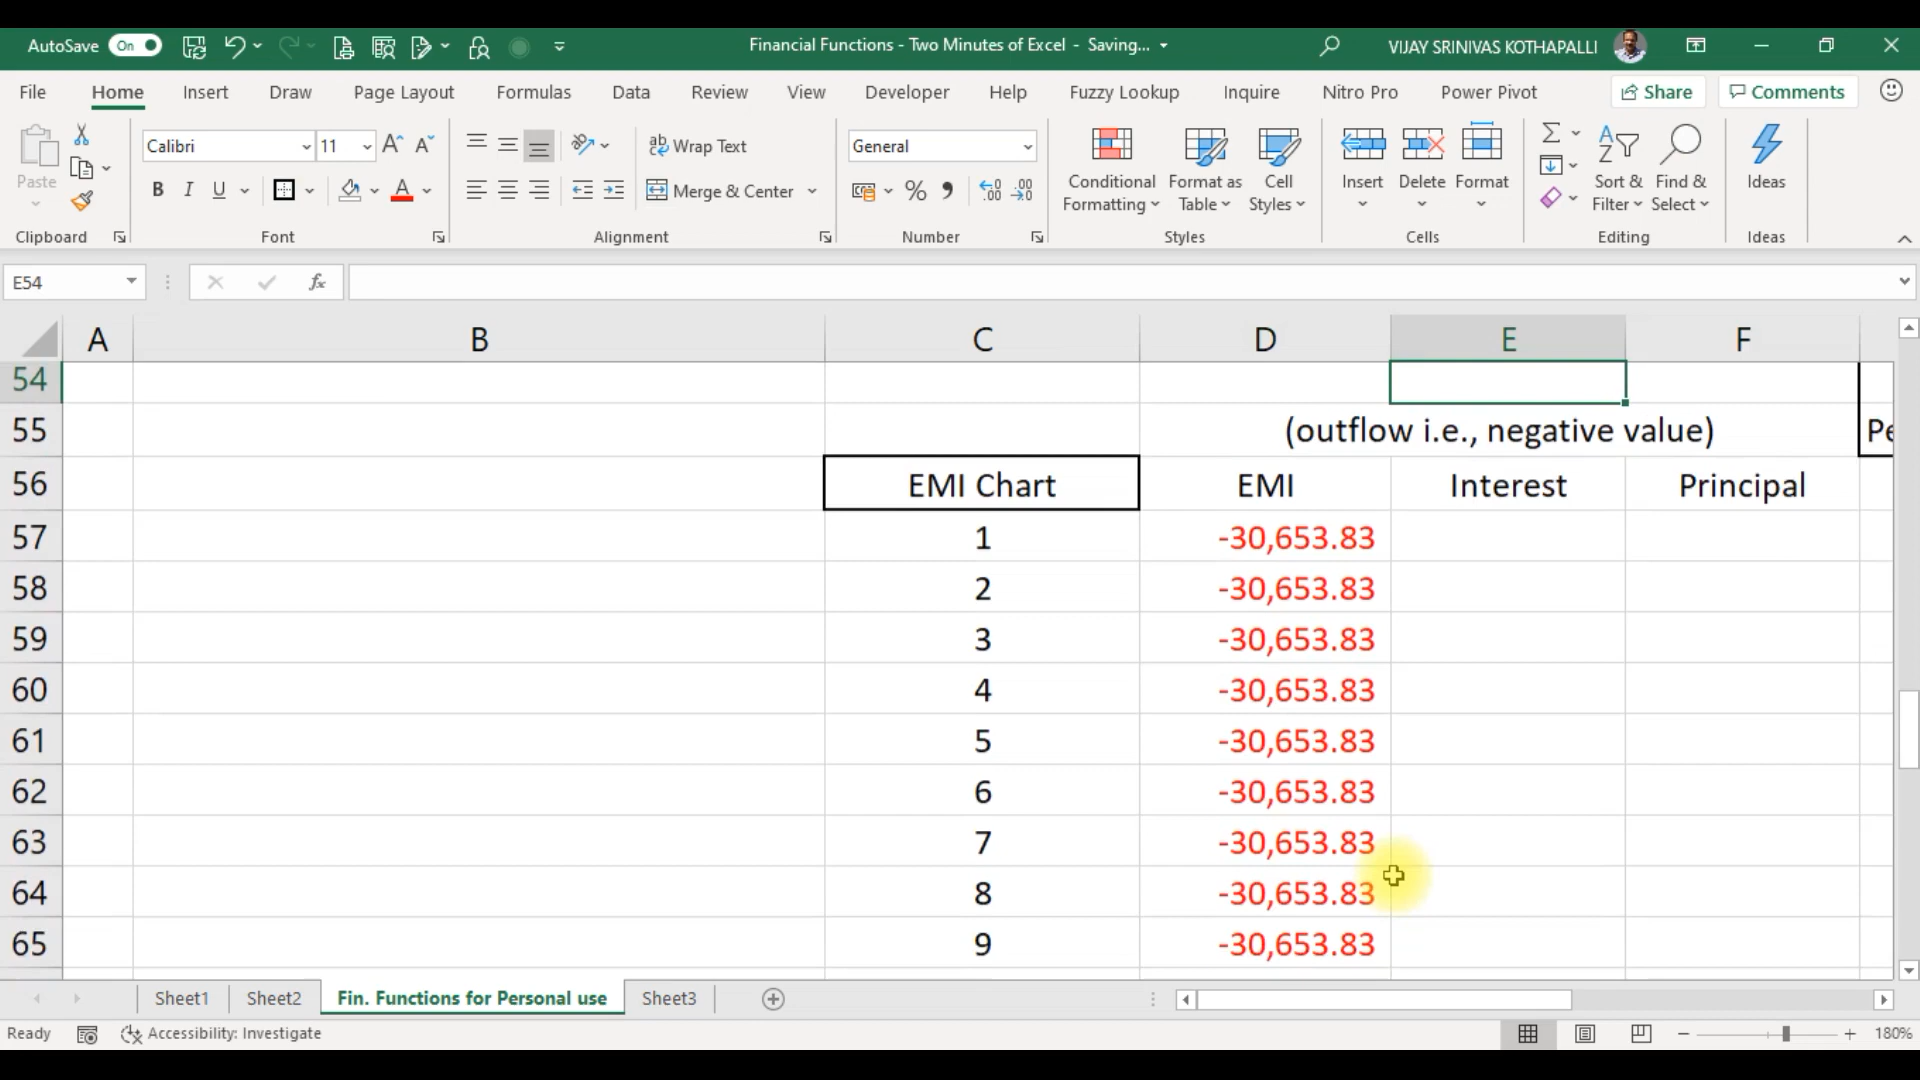 AutoSave On Financial Functions - Two Minutes of Excel - Saving... VIJAY SRINIVAS KOTHAPALLI
File Home Insert Draw Page Layout Formulas Data Review View Developer Help Fuzzy Lookup Inquire Nitro Pro Power Pivot Share Comments
Calibri 11 Wrap Text General
Paste B I U Merge & Center % Conditional Formatting Format as Table Cell Styles Insert Delete Format Sort & Filter Find & Select Ideas
Clipboard Font Alignment Number Styles Cells Editing Ideas
E54 fx
A B C D E F
54
55 (outflow i.e., negative value)
56 EMI Chart EMI Interest Principal
57 1 -30,653.83
58 2 -30,653.83
59 3 -30,653.83
60 4 -30,653.83
61 5 -30,653.83
62 6 -30,653.83
63 7 -30,653.83
64 8 -30,653.83
65 9 -30,653.83
Sheet1 Sheet2 Fin. Functions for Personal use Sheet3
Ready Accessibility: Investigate 180%